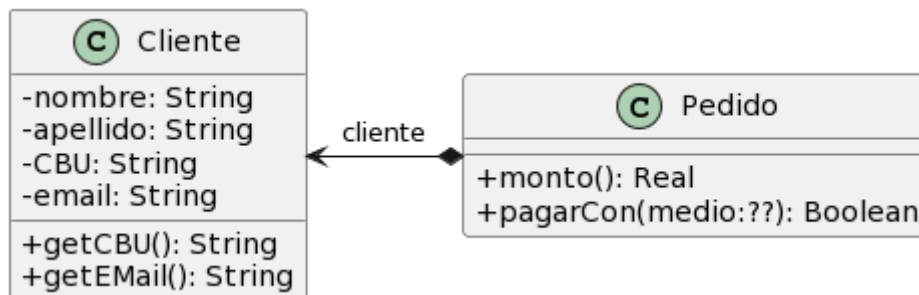 C Cliente
-nombre: String
-apellido: String
-CBU: String
-email: String
+getCBU(): String
+getEMail(): String
cliente
C Pedido
+monto(): Real
+pagarCon(medio:??): Boolean